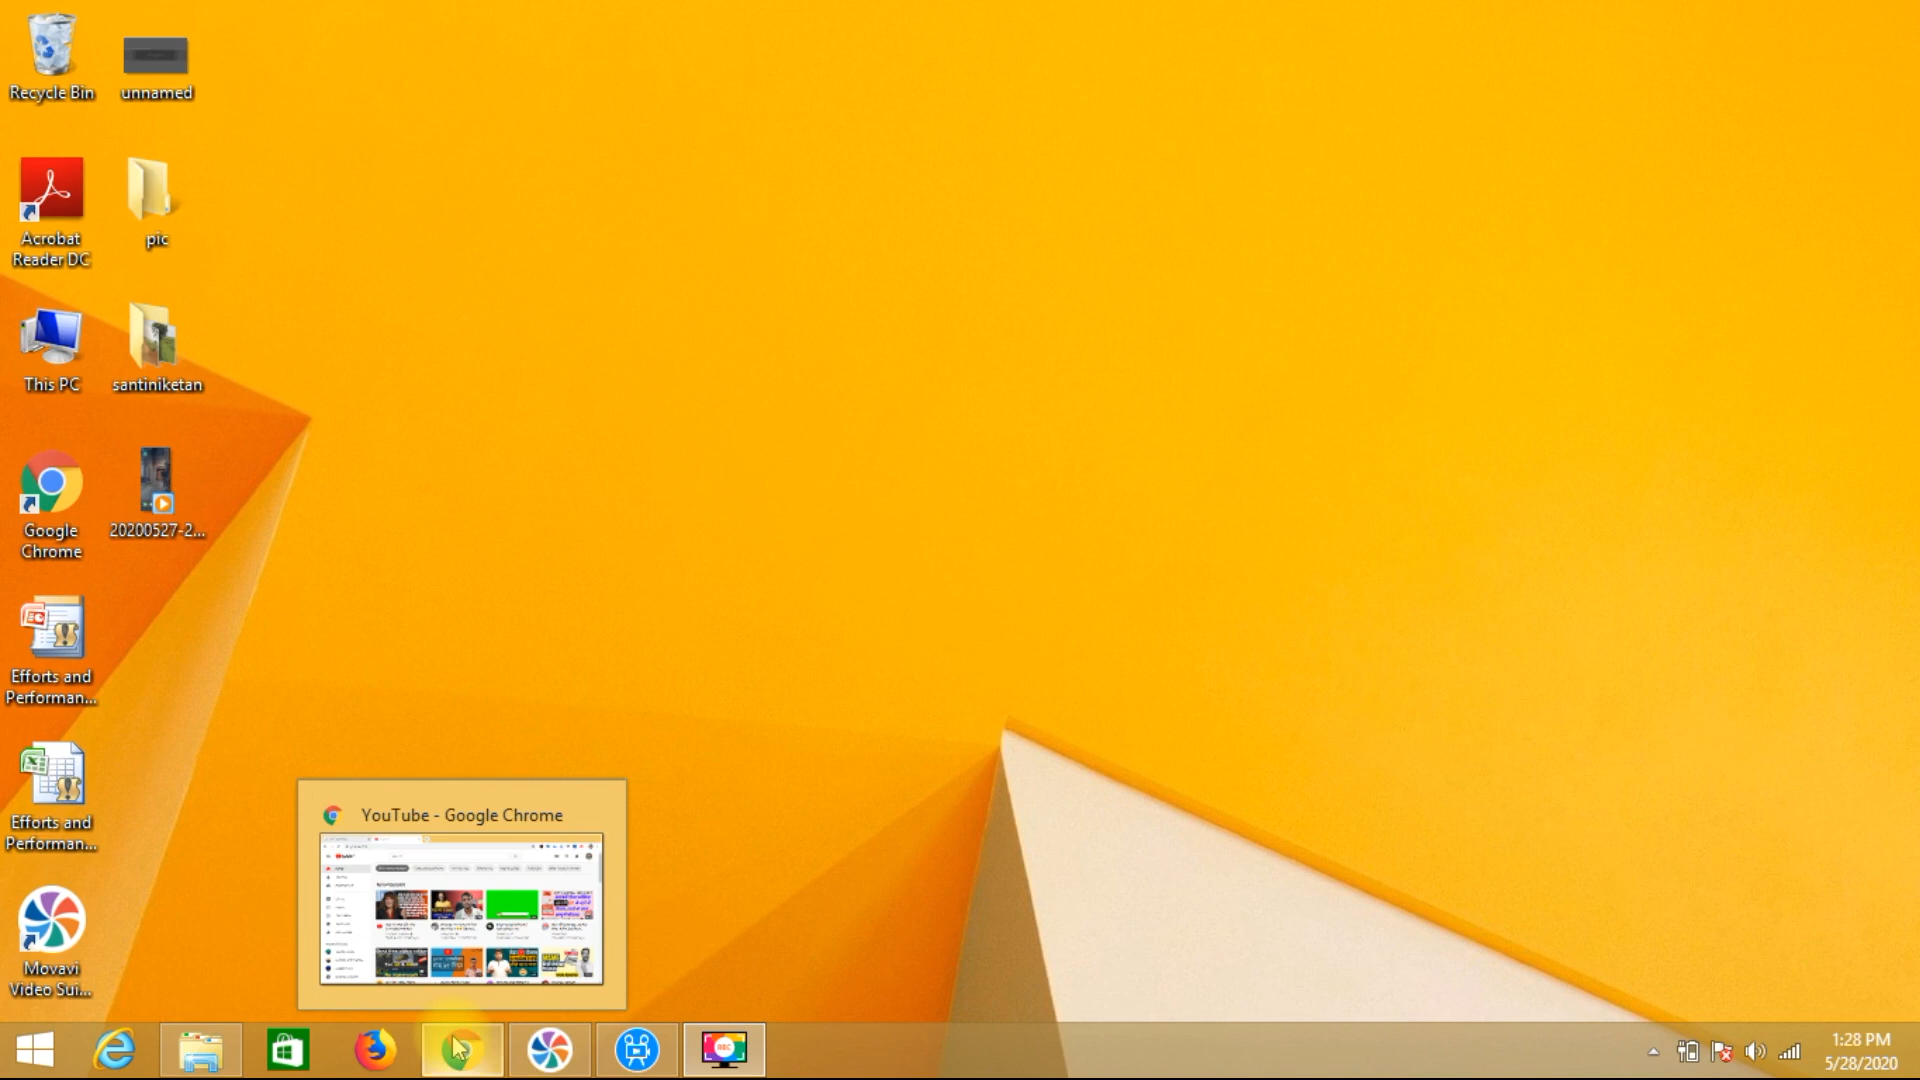 Recycle Bin
unnamed
Acrobat
Reader DC
pic
This PC
santiniketan
Google
Chrome
20200527-2...
Efforts and
Performan...
Efforts and
Performan...
Movavi
Video Sui...
YouTube - Google Chrome
REC
1:28 PM
5/28/2020